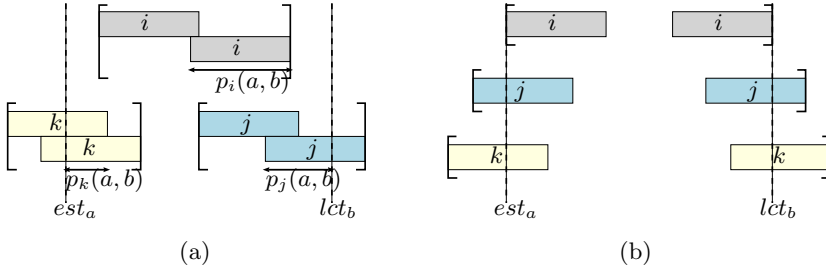 i i
i
p_i(a, b)
j j
k j
k j
k k
p_k(a, b) p_j(a, b)
est_a lct_b est_a lct_b
(a) (b)